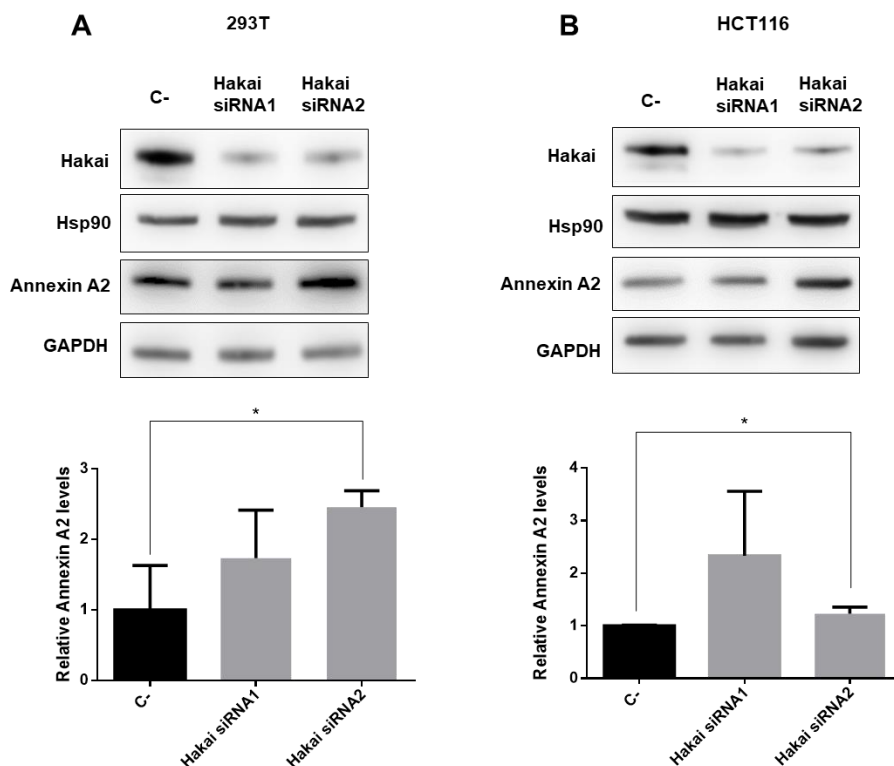 A
293T
C-
Hakai
siRNA1
Hakai
siRNA2
Hakai
Hsp90
Annexin A2
GAPDH
*
Relative Annexin A2 levels
3
2
1
0
C-
Hakai siRNA1
Hakai siRNA2
B
HCT116
C-
Hakai
siRNA1
Hakai
siRNA2
Hakai
Hsp90
Annexin A2
GAPDH
*
Relative Annexin A2 levels
4
3
2
1
0
C-
Hakai siRNA1
Hakai siRNA2